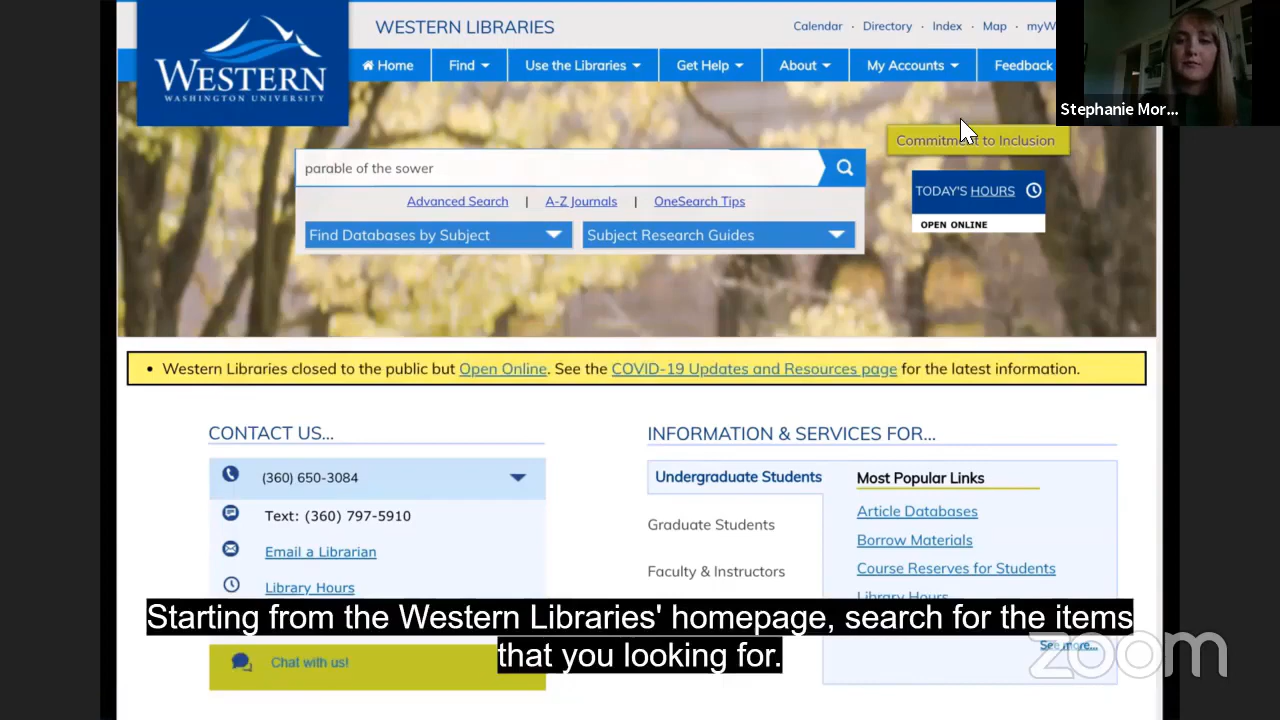 WESTERN
WASHINGTON UNIVERSITY
WESTERN LIBRARIES
Calendar · Directory · Index · Map · myW
Home Find Use the Libraries Get Help About My Accounts Feedback
Stephanie Mor...
Commitment to Inclusion
parable of the sower
Advanced Search | A-Z Journals | OneSearch Tips
Find Databases by Subject Subject Research Guides
TODAY'S HOURS
OPEN ONLINE
• Western Libraries closed to the public but Open Online. See the COVID-19 Updates and Resources page for the latest information.
CONTACT US...
(360) 650-3084
Text: (360) 797-5910
Email a Librarian
Library Hours
Chat with us!
INFORMATION & SERVICES FOR...
Undergraduate Students
Graduate Students
Faculty & Instructors
Most Popular Links
Article Databases
Borrow Materials
Course Reserves for Students
Library Hours
See more...
Starting from the Western Libraries' homepage, search for the items
that you looking for.
zoom